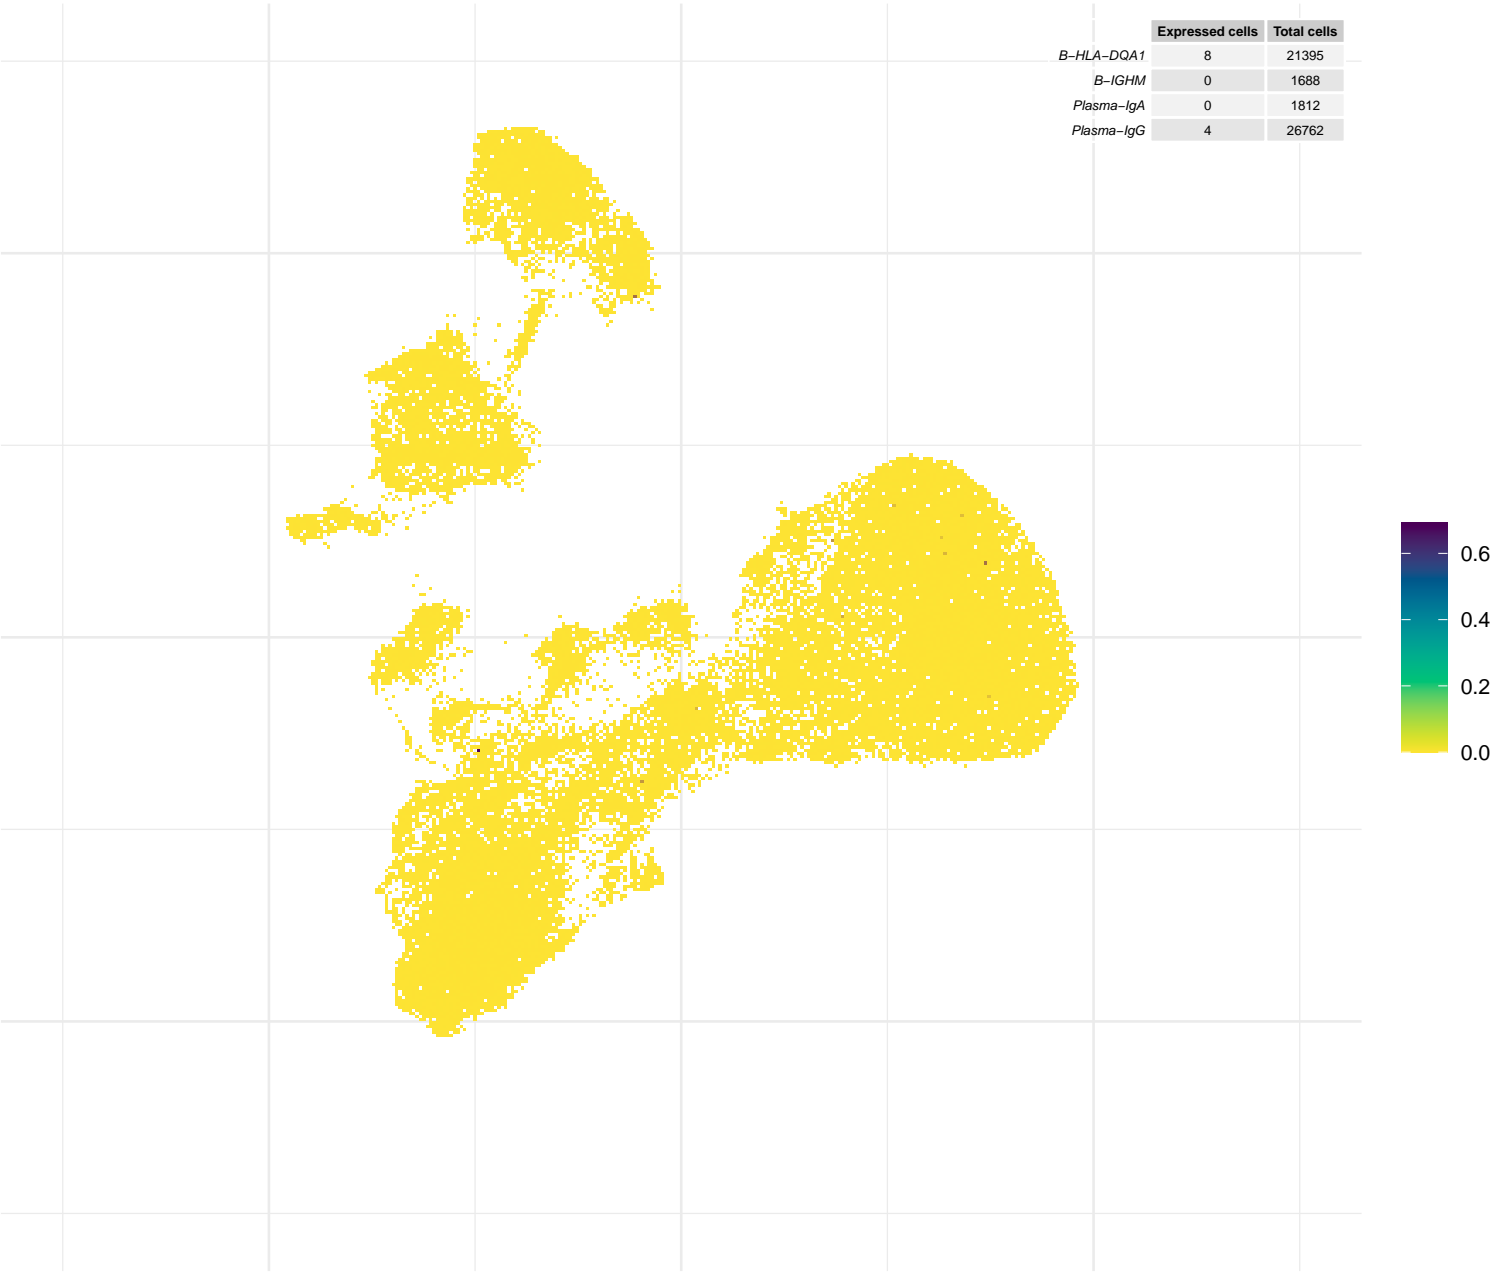 Expressed cells Total cells
B-HLA-DQA1 8 21395
B-IGHM 0 1688
Plasma-IgA 0 1812
Plasma-IgG 4 26762
0.6
0.4
0.2
0.0